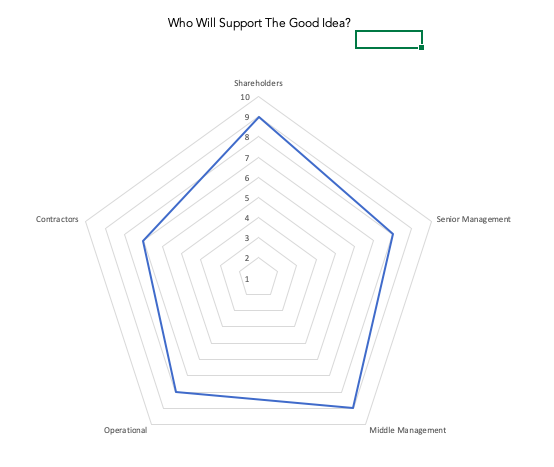 Who Will Support The Good Idea?
Shareholders
10
9
8
7
6
5
4
3
2
1
Contractors
Senior Management
Operational
Middle Management